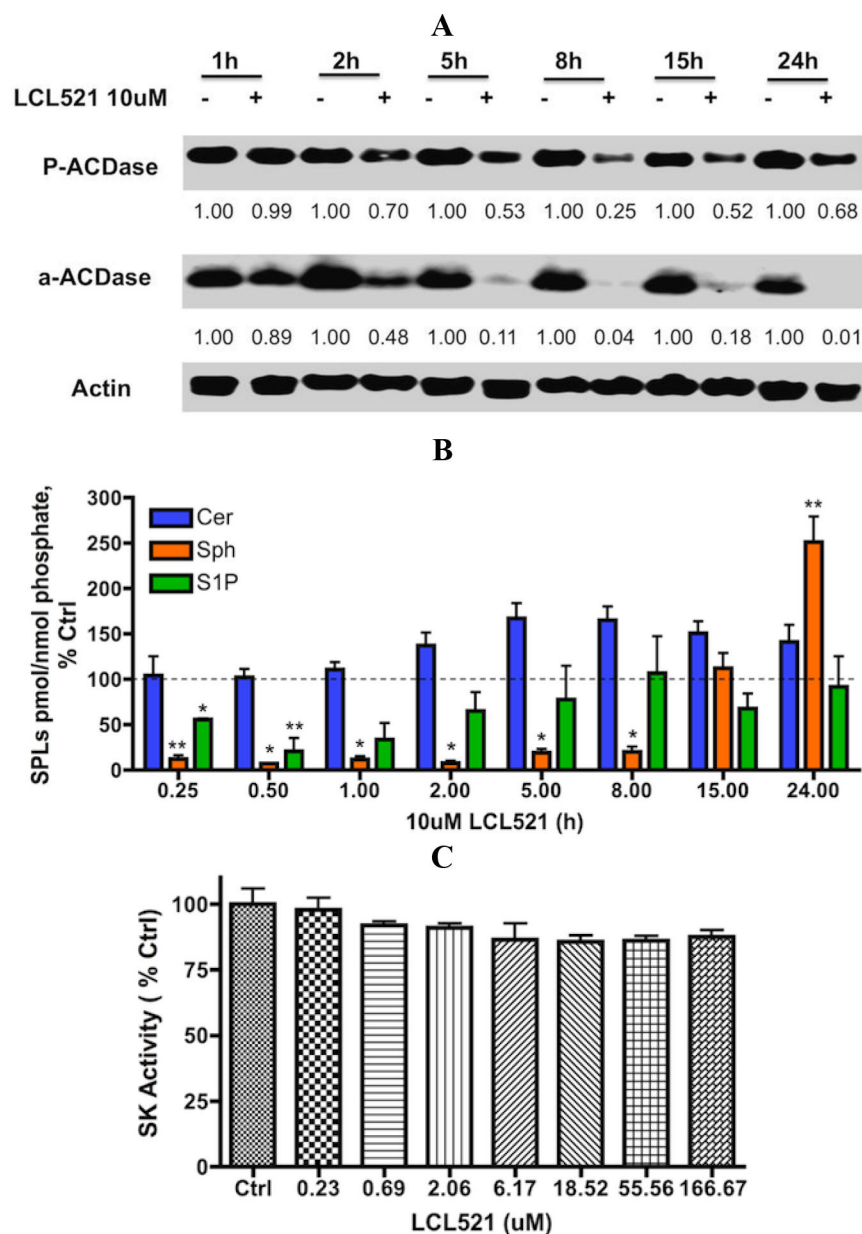 A
1h 2h 5h 8h 15h 24h
LCL521 10uM - + - + - + - + - + - +
P-ACDase
1.00 0.99 1.00 0.70 1.00 0.53 1.00 0.25 1.00 0.52 1.00 0.68
a-ACDase
1.00 0.89 1.00 0.48 1.00 0.11 1.00 0.04 1.00 0.18 1.00 0.01
Actin
B
SPLs pmol/nmol phosphate,
% Ctrl
300
250
200
150
100
50
0
Cer
Sph
S1P
** * * ** * * * * **
0.25 0.50 1.00 2.00 5.00 8.00 15.00 24.00
10uM LCL521 (h)
C
SK Activity ( % Ctrl)
100
75
50
25
0
Ctrl 0.23 0.69 2.06 6.17 18.52 55.56 166.67
LCL521 (uM)